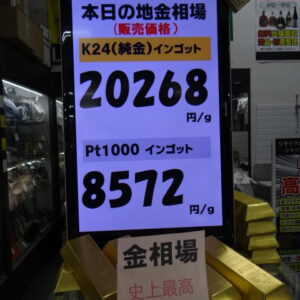 本日の地金相場
(販売価格)
K24(純金)インゴット
20268
円/g
Pt1000 インゴット
8572
円/g
金相場
史上最高